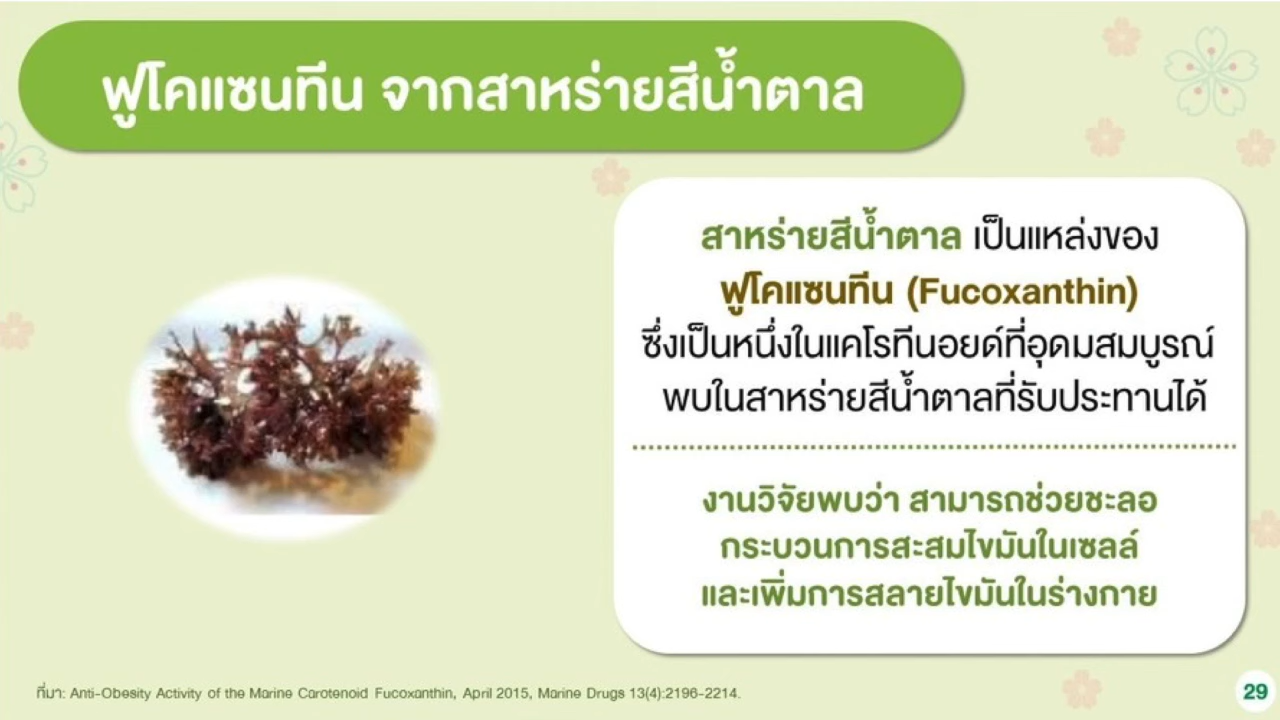 ฟูโคแซนทีน จากสาหร่ายสีน้ำตาล
สาหร่ายสีน้ำตาล เป็นแหล่งของ
ฟูโคแซนทีน (Fucoxanthin)
ซึ่งเป็นหนึ่งในแคโรทีนอยด์ที่อุดมสมบูรณ์
พบในสาหร่ายสีน้ำตาลที่รับประทานได้
งานวิจัยพบว่า สามารถช่วยชะลอ
กระบวนการสะสมไขมันในเซลล์
และเพิ่มการสลายไขมันในร่างกาย
ที่มา: Anti-Obesity Activity of the Marine Carotenoid Fucoxanthin, April 2015, Marine Drugs 13(4):2196-2214.
29